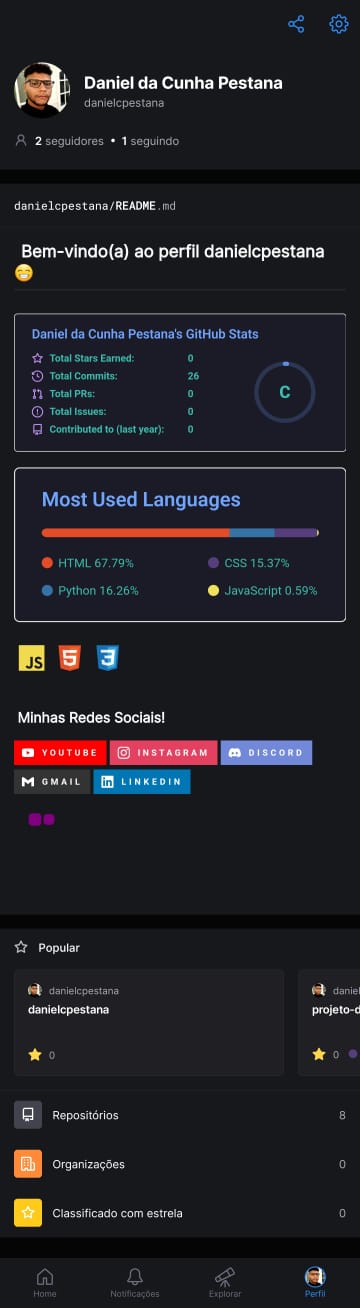 Daniel da Cunha Pestana
danielcpestana
2 seguidores • 1 seguindo
danielcpestana/README.md
Bem-vindo(a) ao perfil danielcpestana
😁
Daniel da Cunha Pestana's GitHub Stats
Total Stars Earned: 0
Total Commits: 26
Total PRs: 0
Total Issues: 0
Contributed to (last year): 0
C
Most Used Languages
HTML 67.79%
CSS 15.37%
Python 16.26%
JavaScript 0.59%
JS 5 3
Minhas Redes Sociais!
YOUTUBE INSTAGRAM DISCORD
GMAIL LINKEDIN
Popular
danielcpestana daniel
danielcpestana projeto-d
0 0
Repositórios 8
Organizações 0
Classificado com estrela 0
Home Notificações Explorar Perfil